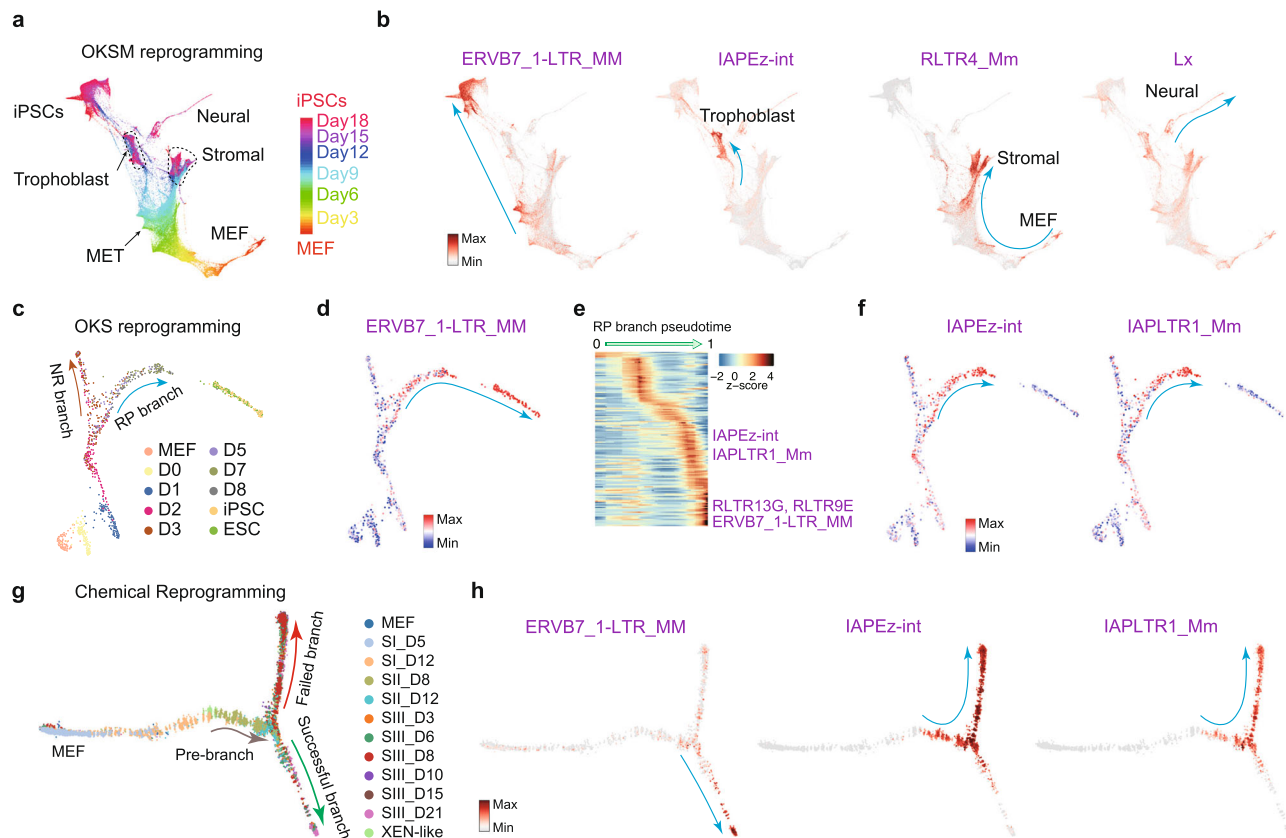 a
OKSM reprogramming
iPSCs
Neural
Stromal
Trophoblast
MET
MEF
iPSCs
Day18
Day15
Day12
Day9
Day6
Day3
MEF
b
ERVB7_1-LTR_MM
IAPEz-int
RLTR4_Mm
Lx
Trophoblast
Stromal
MEF
Neural
Max
Min
c
OKS reprogramming
NR branch
RP branch
MEF
D0
D1
D2
D3
D5
D7
D8
iPSC
ESC
d
ERVB7_1-LTR_MM
Max
Min
e
RP branch pseudotime
0 1
−2 0 2 4
z-score
IAPEz-int
IAPLTR1_Mm
RLTR13G, RLTR9E
ERVB7_1-LTR_MM
f
IAPEz-int
IAPLTR1_Mm
Max
Min
Max
Min
g
Chemical Reprogramming
MEF
Pre-branch
Failed branch
Successful branch
MEF
SI_D5
SI_D12
SII_D8
SII_D12
SIII_D3
SIII_D6
SIII_D8
SIII_D10
SIII_D15
SIII_D21
XEN-like
h
ERVB7_1-LTR_MM
IAPEz-int
IAPLTR1_Mm
Max
Min